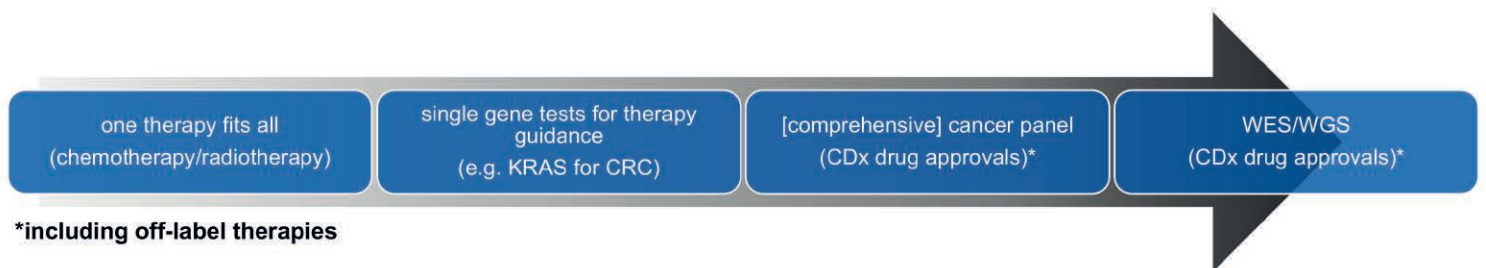 one therapy fits all
(chemotherapy/radiotherapy)
single gene tests for therapy
guidance
(e.g. KRAS for CRC)
[comprehensive] cancer panel
(CDx drug approvals)*
WES/WGS
(CDx drug approvals)*
*including off-label therapies